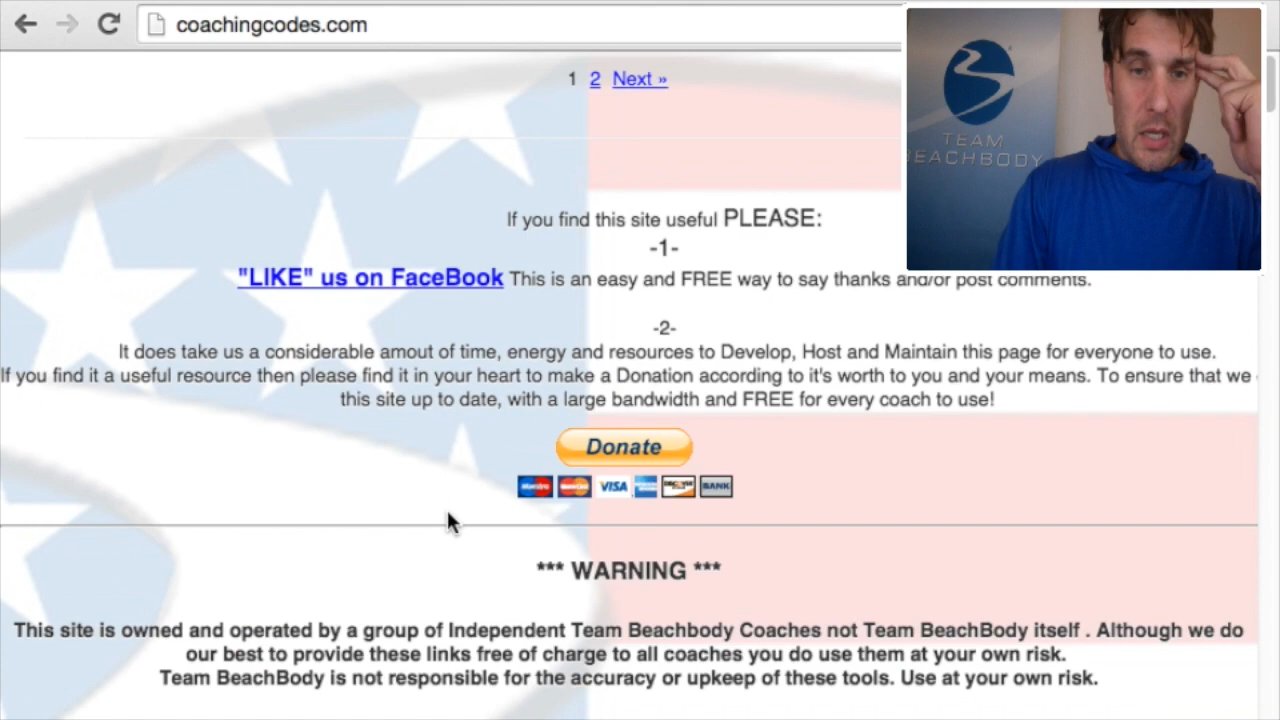 coachingcodes.com
1 2 Next »
TEAM
BEACHBODY
If you find this site useful PLEASE:
-1-
"LIKE" us on FaceBook This is an easy and FREE way to say thanks and/or post comments.
-2-
It does take us a considerable amout of time, energy and resources to Develop, Host and Maintain this page for everyone to use.
If you find it a useful resource then please find it in your heart to make a Donation according to it's worth to you and your means. To ensure that we
this site up to date, with a large bandwidth and FREE for every coach to use!
Donate
Maestro MasterCard VISA DISCOVER BANK
*** WARNING ***
This site is owned and operated by a group of Independent Team Beachbody Coaches not Team BeachBody itself . Although we do
our best to provide these links free of charge to all coaches you do use them at your own risk.
Team BeachBody is not responsible for the accuracy or upkeep of these tools. Use at your own risk.